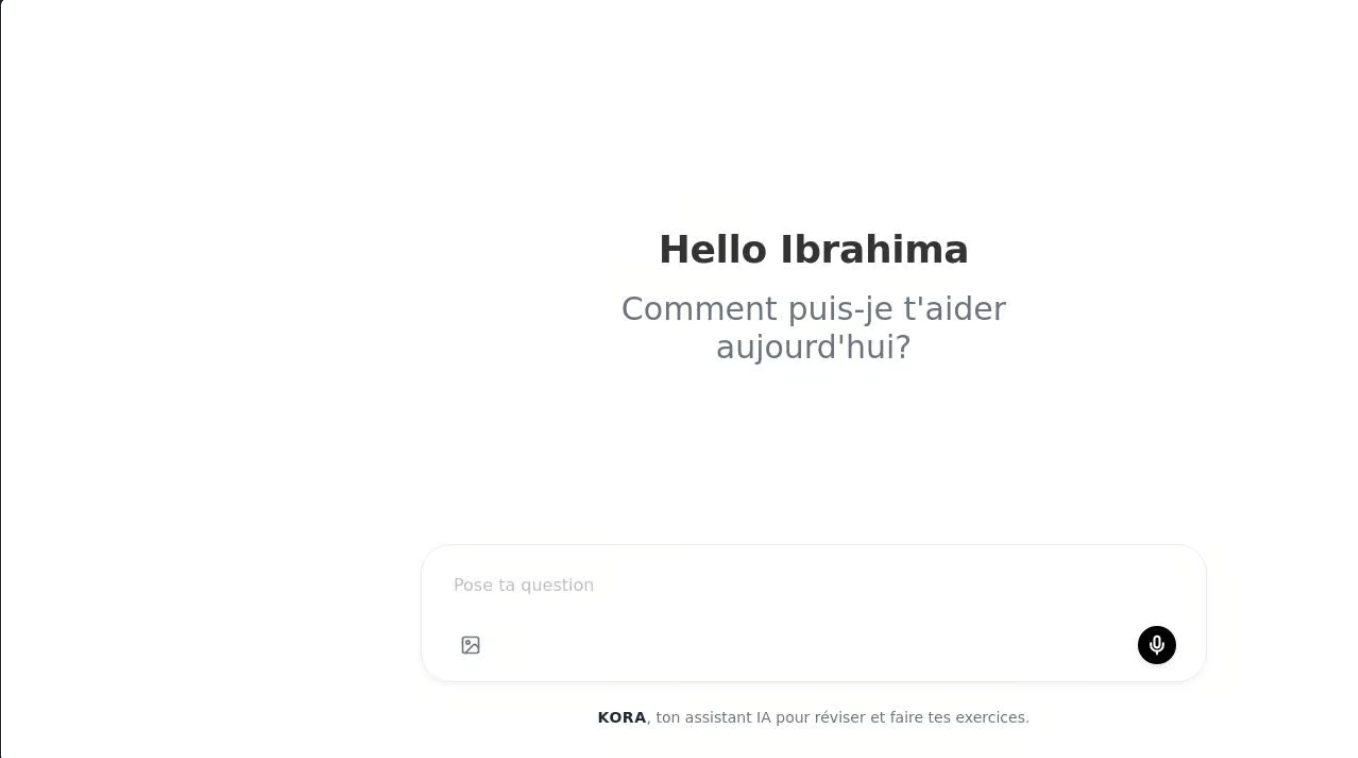 Hello Ibrahima
Comment puis-je t'aider
aujourd'hui?
Pose ta question
KORA, ton assistant IA pour réviser et faire tes exercices.